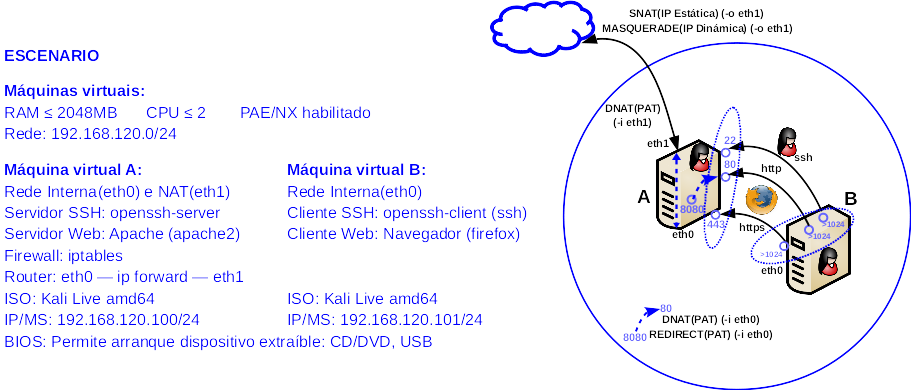 ESCENARIO
Máquinas virtuais:
RAM ≤ 2048MB CPU ≤ 2 PAE/NX habilitado
Rede: 192.168.120.0/24
Máquina virtual A:
Rede Interna(eth0) e NAT(eth1)
Servidor SSH: openssh-server
Servidor Web: Apache (apache2)
Firewall: iptables
Router: eth0 — ip forward — eth1
ISO: Kali Live amd64
IP/MS: 192.168.120.100/24
BIOS: Permite arranque dispositivo extraíble: CD/DVD, USB
Máquina virtual B:
Rede Interna(eth0)
Cliente SSH: openssh-client (ssh)
Cliente Web: Navegador (firefox)
ISO: Kali Live amd64
IP/MS: 192.168.120.101/24
SNAT(IP Estática) (-o eth1)
MASQUERADE(IP Dinámica) (-o eth1)
DNAT(PAT)
(-i eth1)
eth1
22
ssh
80
http
A
8080
B
443
https
>1024
>1024
>1024
eth0
eth0
80
DNAT(PAT) (-i eth0)
8080
REDIRECT(PAT) (-i eth0)